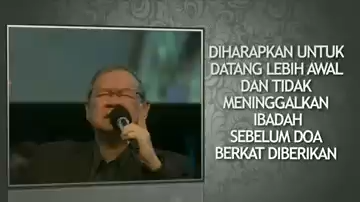 DIHARAPKAN UNTUK
DATANG LEBIH AWAL
DAN TIDAK
MENINGGALKAN
IBADAH
SEBELUM DOA
BERKAT DIBERIKAN